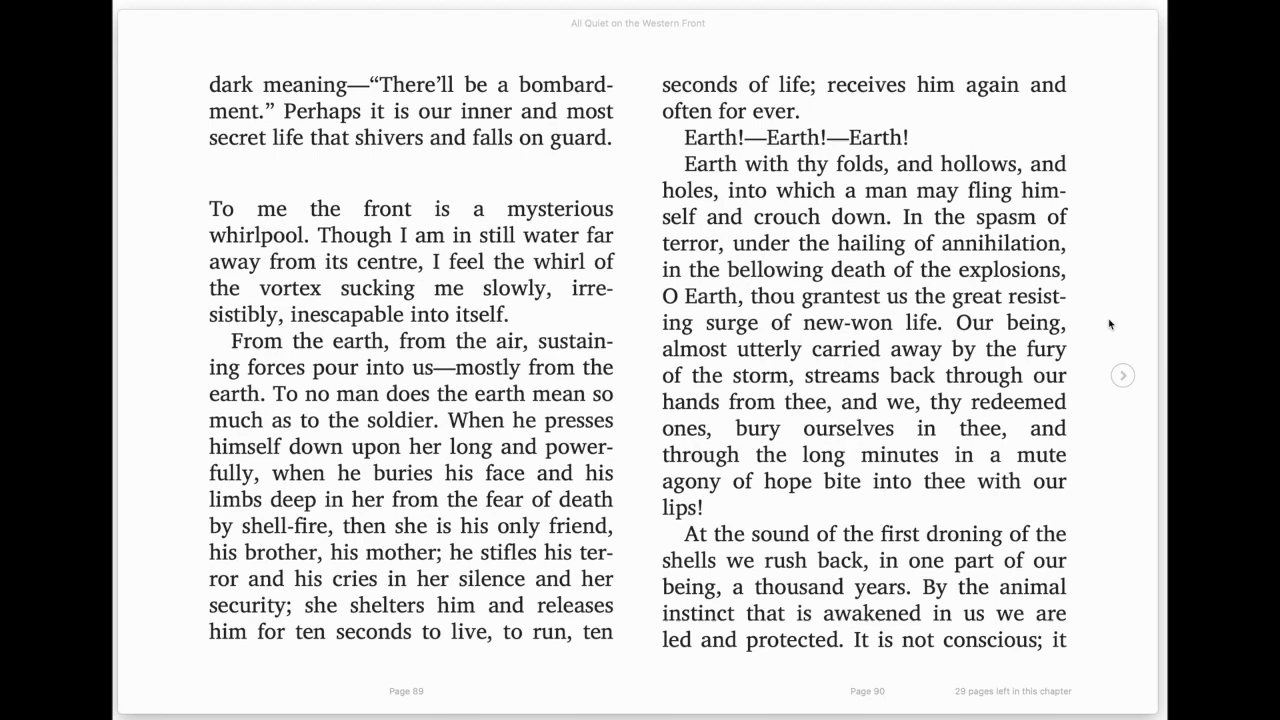 All Quiet on the Western Front
dark meaning—“There’ll be a bombard-
ment.” Perhaps it is our inner and most
secret life that shivers and falls on guard.
To me the front is a mysterious
whirlpool. Though I am in still water far
away from its centre, I feel the whirl of
the vortex sucking me slowly, irre-
sistibly, inescapable into itself.
From the earth, from the air, sustain-
ing forces pour into us—mostly from the
earth. To no man does the earth mean so
much as to the soldier. When he presses
himself down upon her long and power-
fully, when he buries his face and his
limbs deep in her from the fear of death
by shell-fire, then she is his only friend,
his brother, his mother; he stifles his ter-
ror and his cries in her silence and her
security; she shelters him and releases
him for ten seconds to live, to run, ten
seconds of life; receives him again and
often for ever.
Earth!—Earth!—Earth!
Earth with thy folds, and hollows, and
holes, into which a man may fling him-
self and crouch down. In the spasm of
terror, under the hailing of annihilation,
in the bellowing death of the explosions,
O Earth, thou grantest us the great resist-
ing surge of new-won life. Our being,
almost utterly carried away by the fury
of the storm, streams back through our
hands from thee, and we, thy redeemed
ones, bury ourselves in thee, and
through the long minutes in a mute
agony of hope bite into thee with our
lips!
At the sound of the first droning of the
shells we rush back, in one part of our
being, a thousand years. By the animal
instinct that is awakened in us we are
led and protected. It is not conscious; it
Page 89
Page 90
29 pages left in this chapter